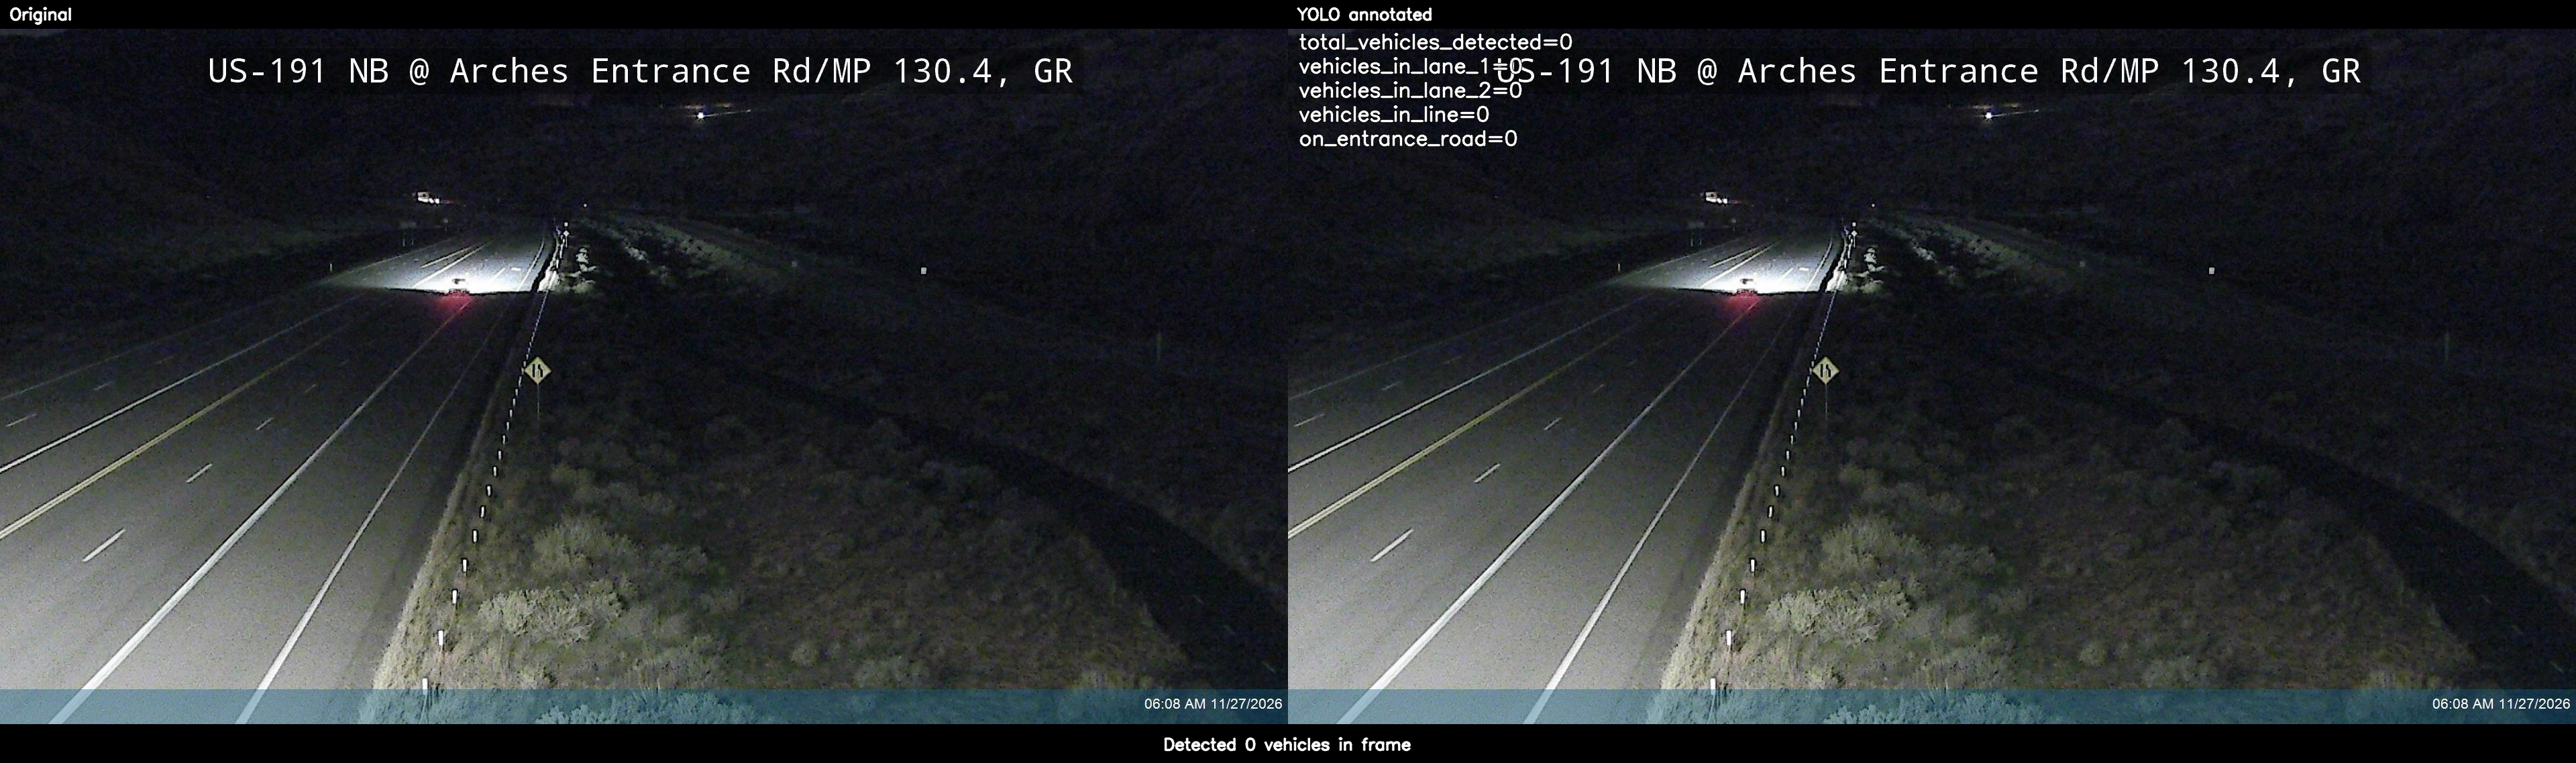 Original
US-191 NB @ Arches Entrance Rd/MP 130.4, GR
06:08 AM 11/27/2026
YOLO annotated
total_vehicles_detected=0
vehicles_in_lane_1=0
US-191 NB @ Arches Entrance Rd/MP 130.4, GR
vehicles_in_lane_2=0
vehicles_in_line=0
on_entrance_road=0
06:08 AM 11/27/2026
Detected 0 vehicles in frame